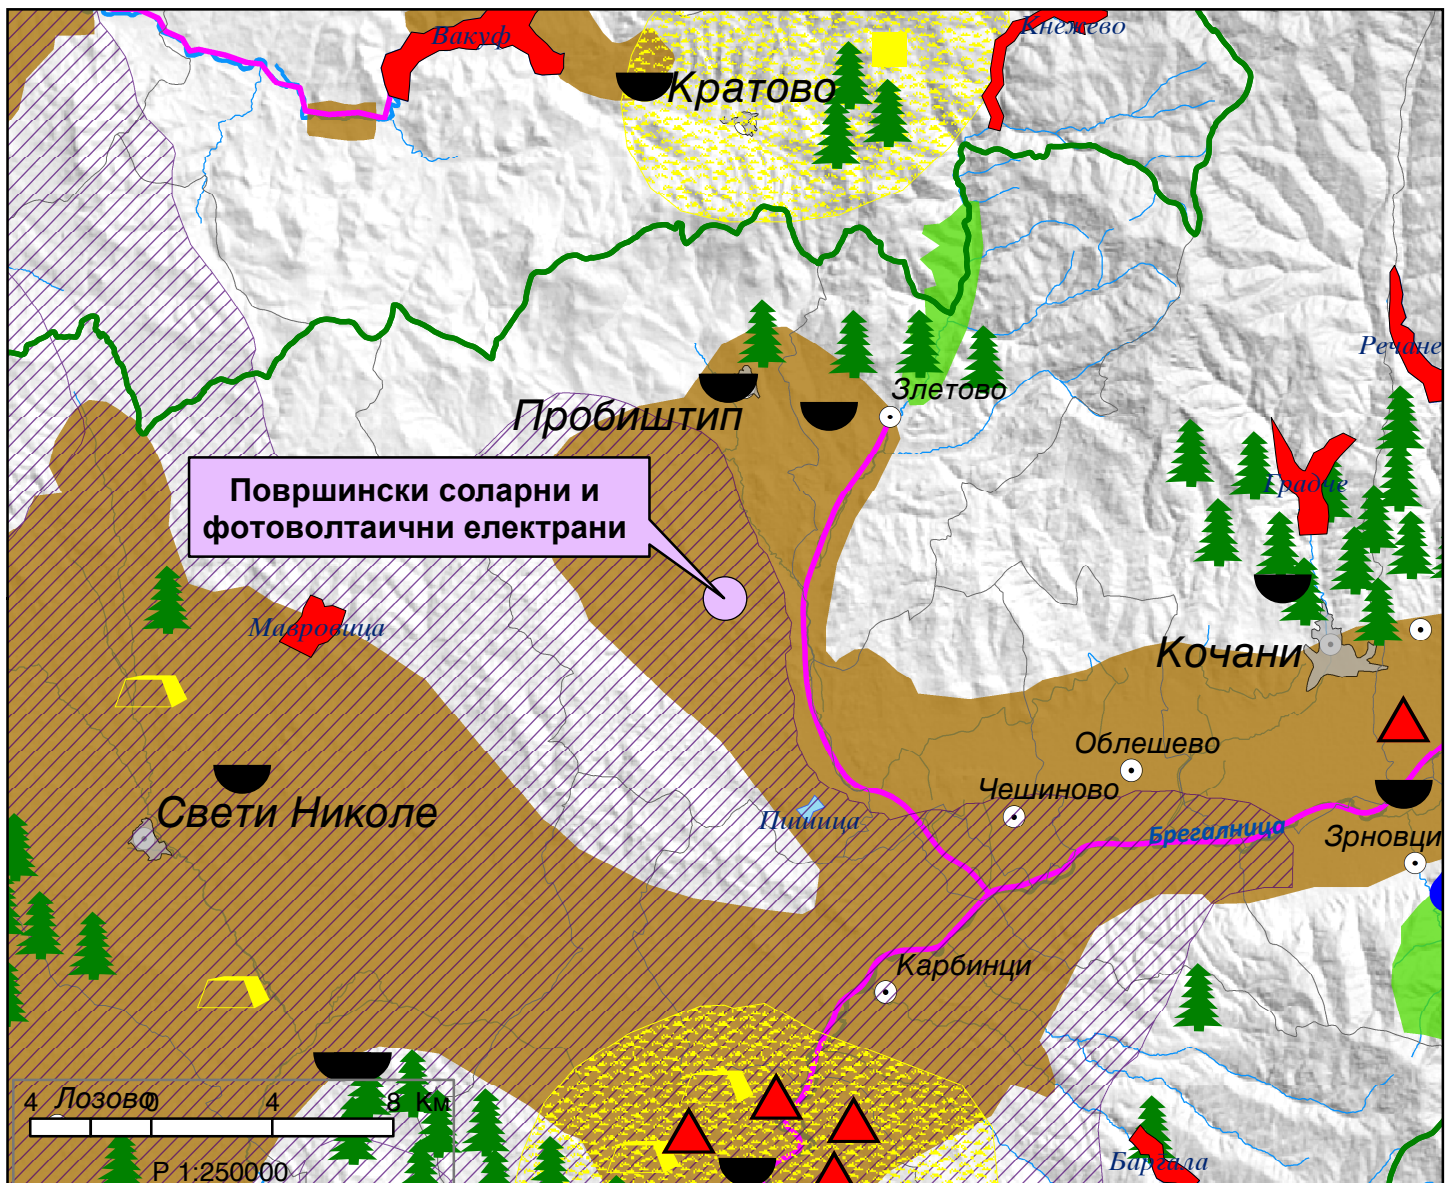 Вакуф
Кнежево
Кратово
Речане
Злетово
Пробиштип
Површински соларни и
фотоволтаични електрани
Градче
Мавровица
Кочани
Облешево
Чешиново
Свети Николе
Пишица
Брегалница
Зрновци
Карбинци
4 0 4 8 Км
Лозово
Р 1:250000
Баргала